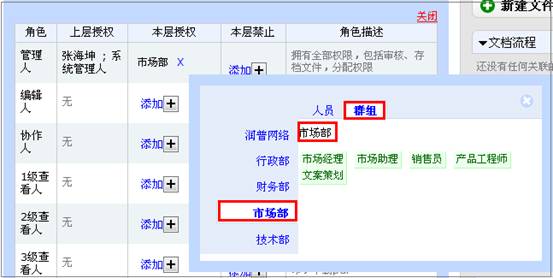 关闭
新建文件
角色 上层授权 本层授权 本层禁止 角色描述
文档流程
管理人 张海坤 ；系统管理人 市场部 X 添加 拥有全部权限，包括审核、存档文件，分配权限
还没有任何关联的
编辑人 无 添加
协作人 无 添加
1级查看人 无 添加
2级查看人 无 添加
3级查看人 无 添加
人员 群组
润普网络 市场部
行政部 市场经理 市场助理 销售员 产品工程师
文案策划
财务部
市场部
技术部